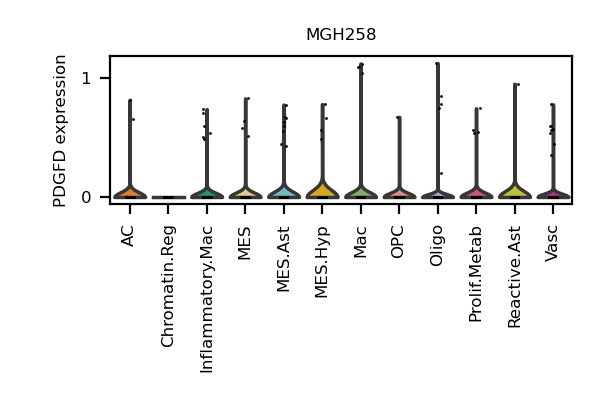 MGH258
PDGFD expression
1
0
AC
Chromatin.Reg
Inflammatory.Mac
MES
MES.Ast
MES.Hyp
Mac
OPC
Oligo
Prolif.Metab
Reactive.Ast
Vasc